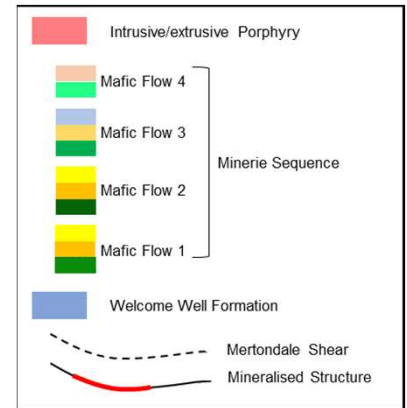 Intrusive/extrusive Porphyry
Mafic Flow 4
Mafic Flow 3
Minerie Sequence
Mafic Flow 2
Mafic Flow 1
Welcome Well Formation
Mertondale Shear
Mineralised Structure